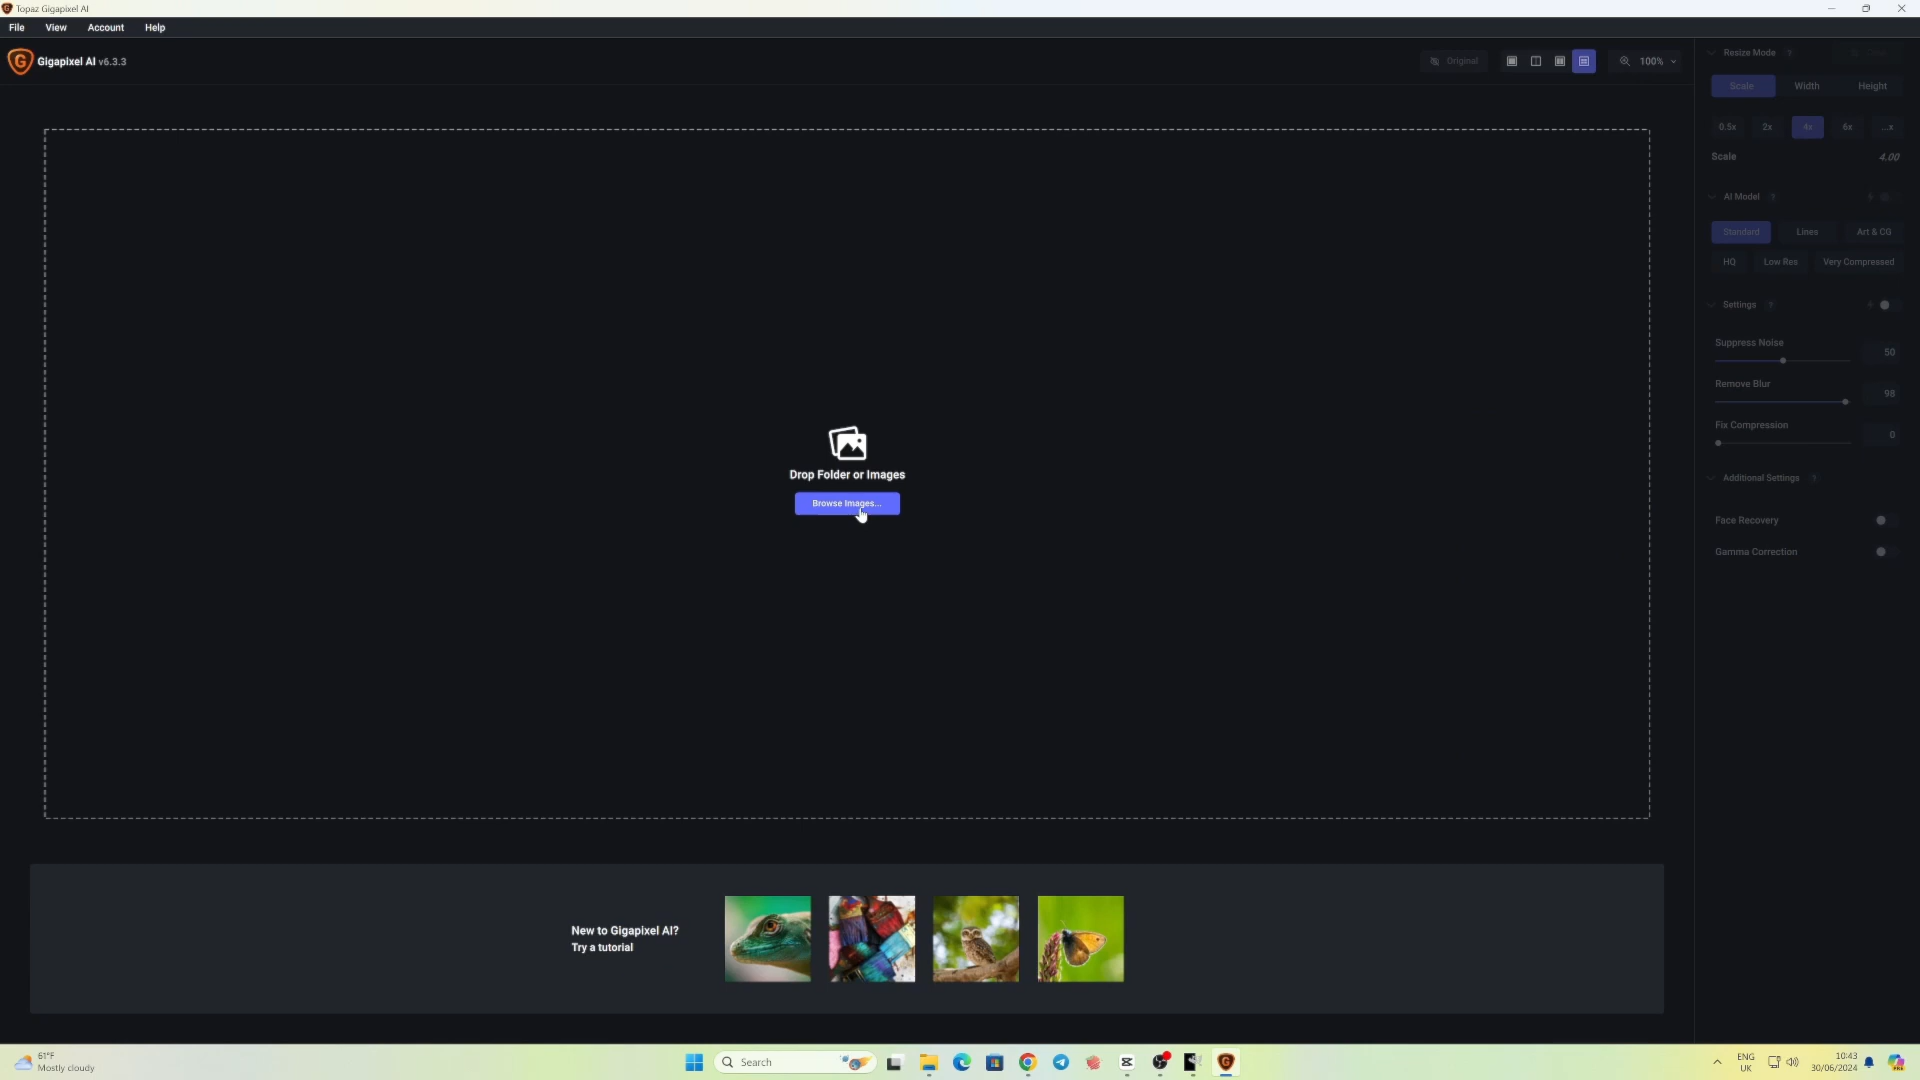 Topaz Gigapixel AI
File View Account Help
Gigapixel AI v6.3.3
Original
100%
Resize Mode ?
Scale Width Height
0.5x 2x 4x 6x ...x
Scale 4.00
AI Model ?
Standard Lines Art & CG
HQ Low Res Very Compressed
Settings ?
Suppress Noise
50
Remove Blur
98
Fix Compression
0
Additional Settings ?
Face Recovery
Gamma Correction
Drop Folder or Images
Browse Images...
New to Gigapixel AI?
Try a tutorial
61°F
Mostly cloudy
Search
ENG
UK
10:43
30/06/2024